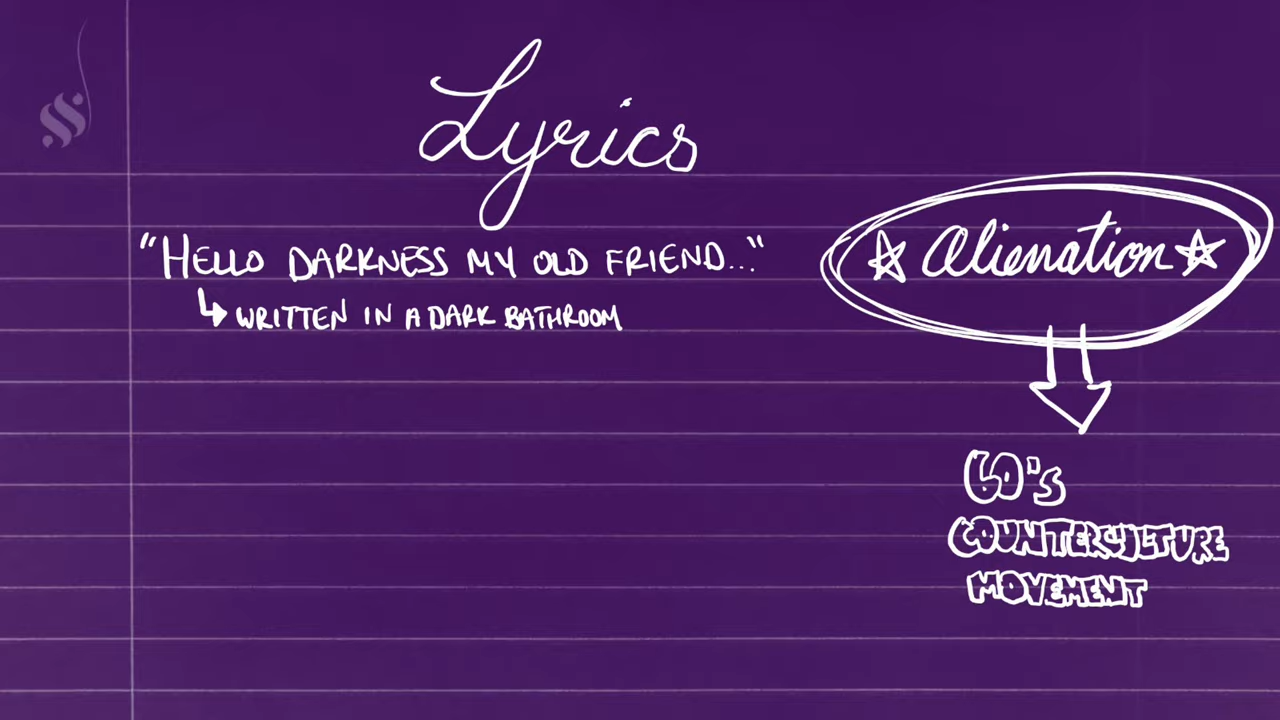 Lyrics
"HELLO DARKNESS MY OLD FRIEND..."
↳ WRITTEN IN A DARK BATHROOM
☆ Alienation ☆
60's
COUNTERCULTURE
MOVEMENT